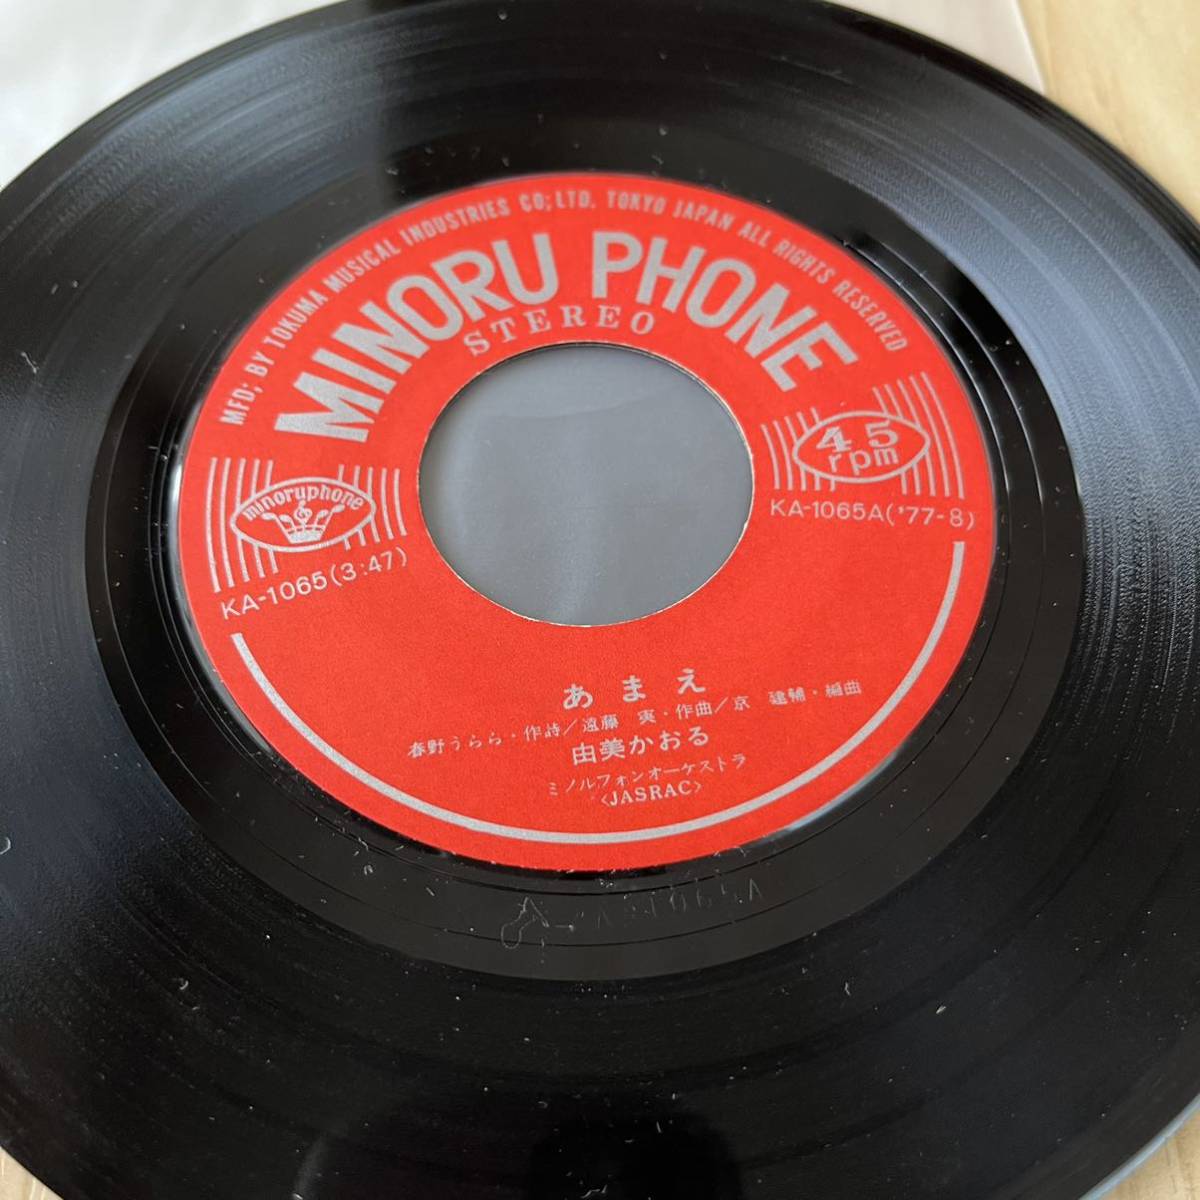 MFD; BY TOKUMA MUSICAL INDUSTRIES CO; LTD. TOKYO JAPAN ALL RIGHTS RESERVED
MINORU PHONE
STEREO
minoruphone
45
rpm
KA-1065(3:47)
KA-1065A('77-8)
あまえ
春野うらら・作詩/遠藤 実・作曲/京 建輔・編曲
由美かおる
ミノルフォンオーケストラ
〈JASRAC〉